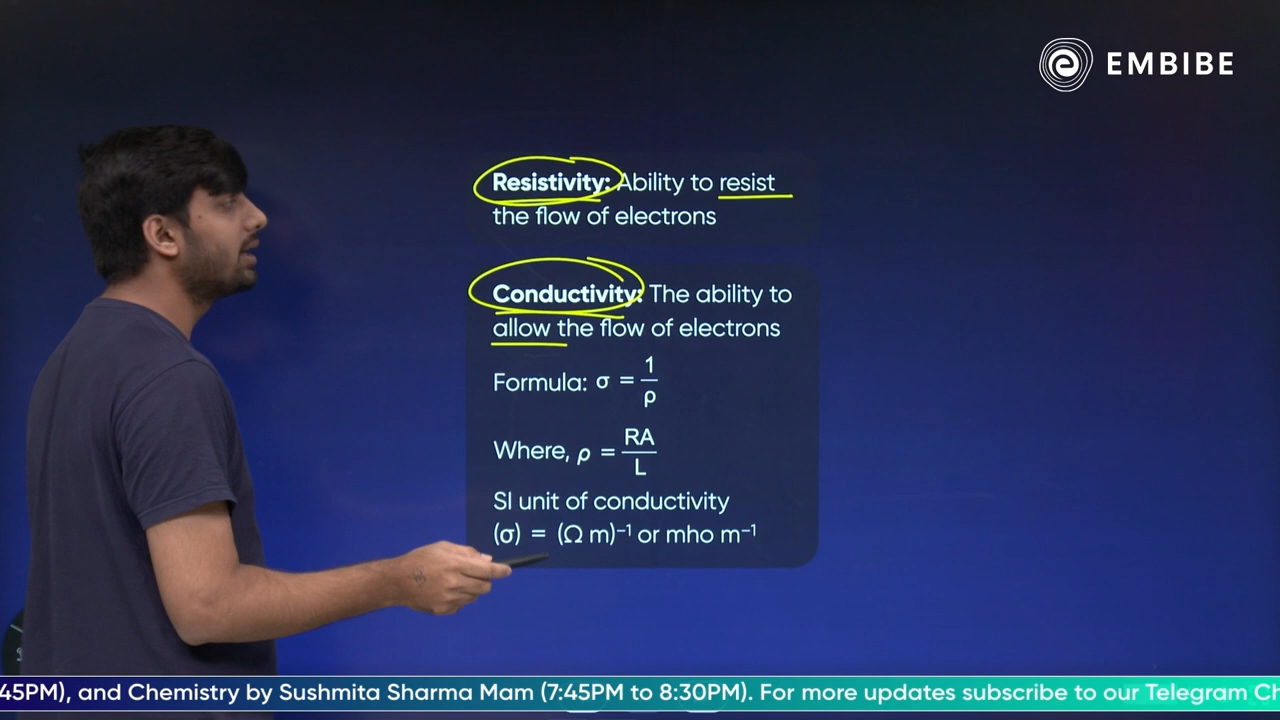 EMBIBE
Resistivity: Ability to resist
the flow of electrons
Conductivity: The ability to
allow the flow of electrons
Formula: σ = 1/ρ
Where, ρ = RA/L
SI unit of conductivity
(σ) = (Ω m)⁻¹ or mho m⁻¹
45PM), and Chemistry by Sushmita Sharma Mam (7:45PM to 8:30PM). For more updates subscribe to our Telegram Ch